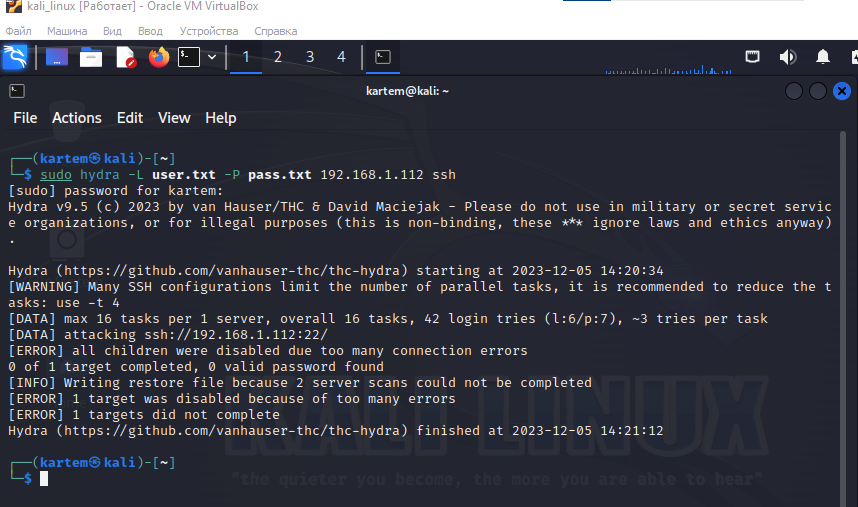 kali_linux [Работает] - Oracle VM VirtualBox
Файл Машина Вид Ввод Устройства Справка
1 2 3 4
kartem@kali: ~
File Actions Edit View Help
┌──(kartem㉿kali)-[~]
└─$ sudo hydra -L user.txt -P pass.txt 192.168.1.112 ssh
[sudo] password for kartem:
Hydra v9.5 (c) 2023 by van Hauser/THC & David Maciejak - Please do not use in military or secret servic
e organizations, or for illegal purposes (this is non-binding, these *** ignore laws and ethics anyway)
.
Hydra (https://github.com/vanhauser-thc/thc-hydra) starting at 2023-12-05 14:20:34
[WARNING] Many SSH configurations limit the number of parallel tasks, it is recommended to reduce the t
asks: use -t 4
[DATA] max 16 tasks per 1 server, overall 16 tasks, 42 login tries (l:6/p:7), ~3 tries per task
[DATA] attacking ssh://192.168.1.112:22/
[ERROR] all children were disabled due too many connection errors
0 of 1 target completed, 0 valid password found
[INFO] Writing restore file because 2 server scans could not be completed
[ERROR] 1 target was disabled because of too many errors
[ERROR] 1 targets did not complete
Hydra (https://github.com/vanhauser-thc/thc-hydra) finished at 2023-12-05 14:21:12
KALI LINUX
┌──(kartem㉿kali)-[~]
└─$
"the quieter you become, the more you are able to hear"